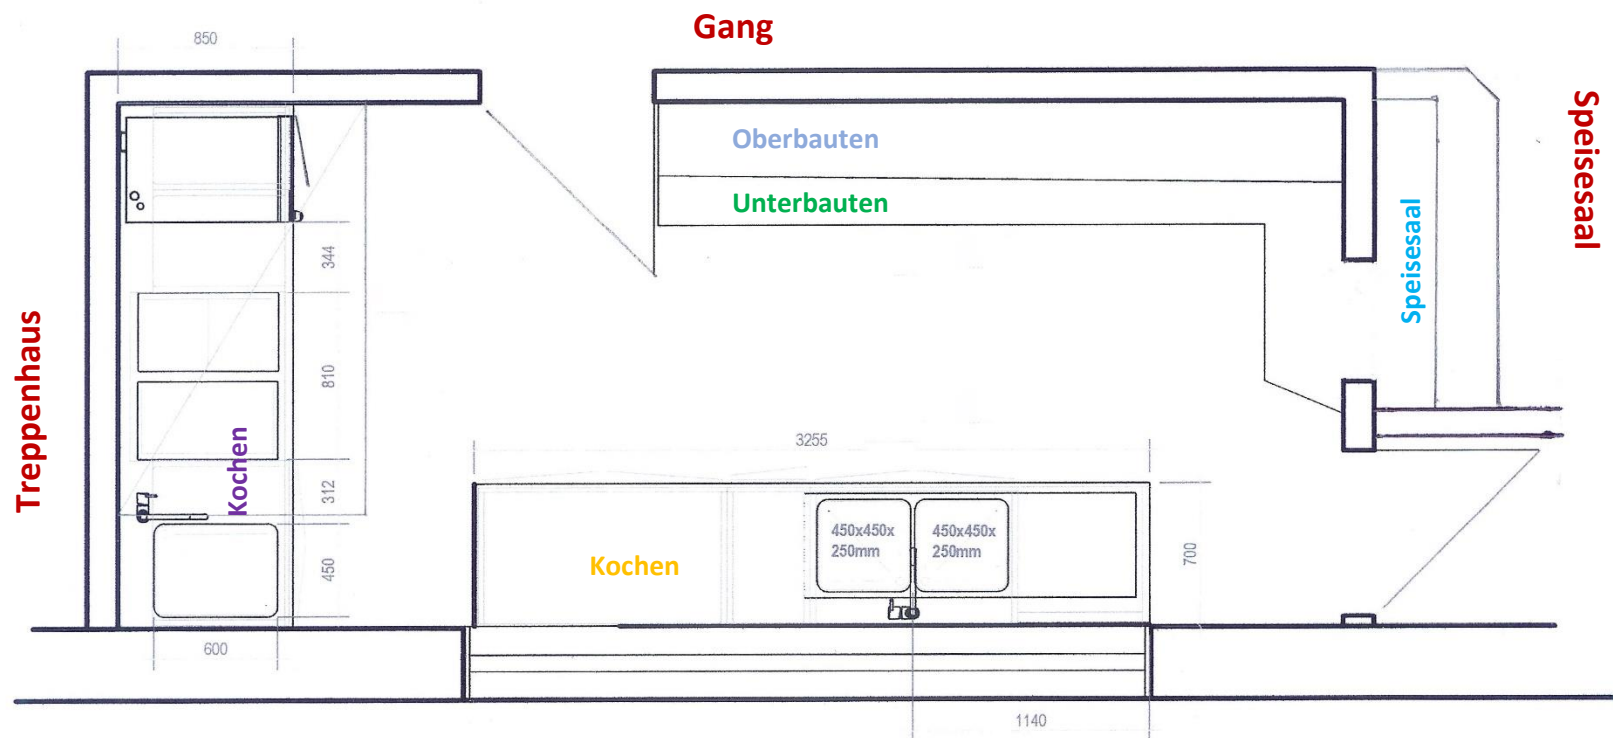 Gang
850
Oberbauten
Unterbauten
Speisesaal
Speisesaal
Treppenhaus
344
810
312
450
Kochen
600
3255
Kochen
450x450x
250mm
450x450x
250mm
700
1140